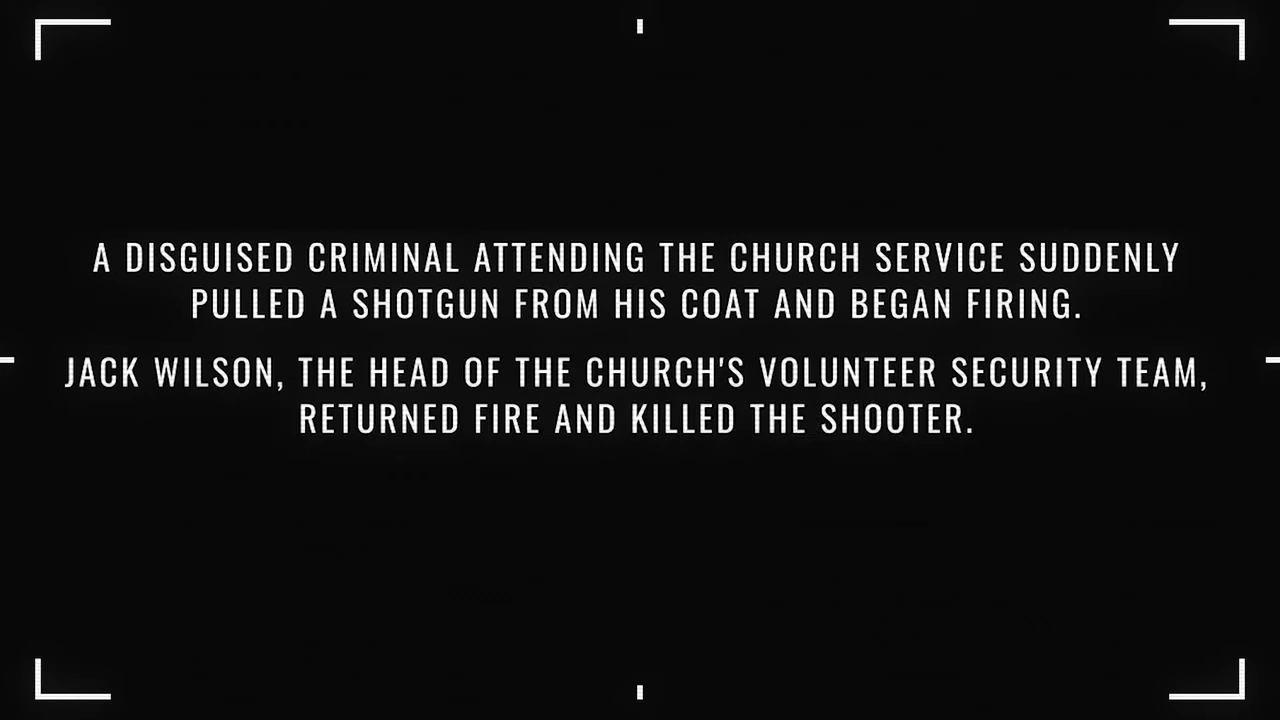 A DISGUISED CRIMINAL ATTENDING THE CHURCH SERVICE SUDDENLY
PULLED A SHOTGUN FROM HIS COAT AND BEGAN FIRING.
JACK WILSON, THE HEAD OF THE CHURCH'S VOLUNTEER SECURITY TEAM,
RETURNED FIRE AND KILLED THE SHOOTER.